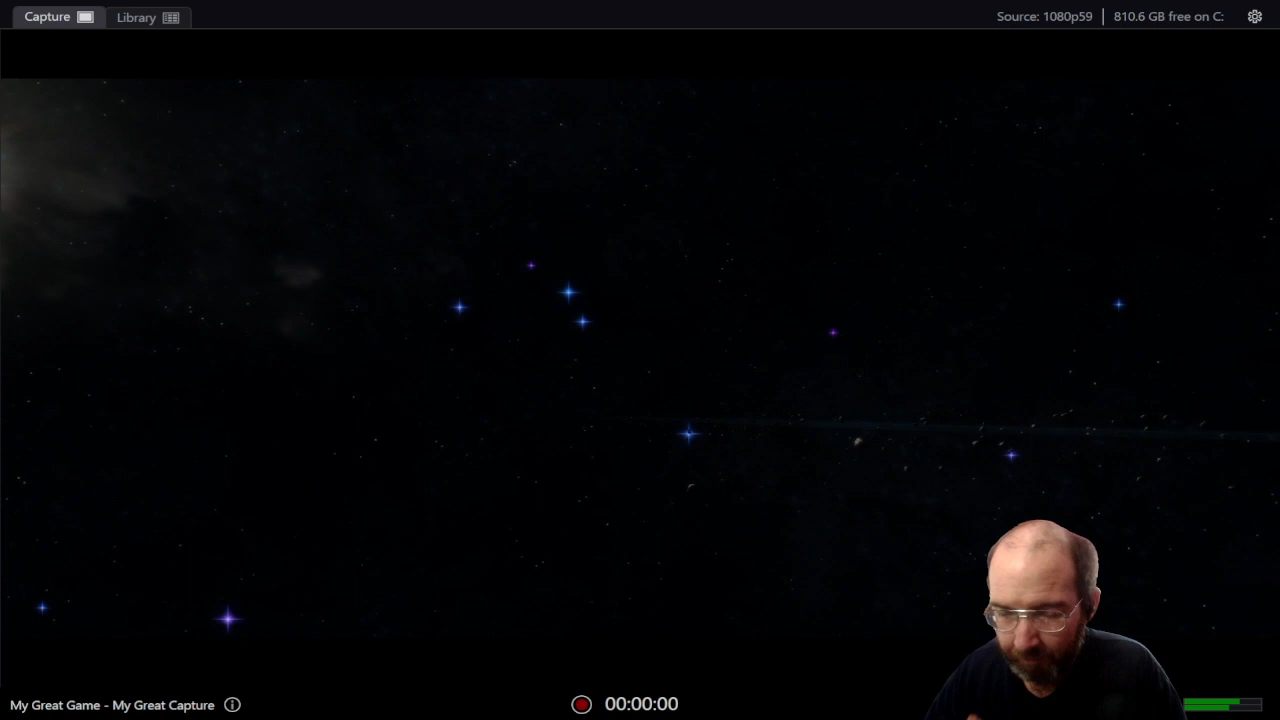 Capture
Library
Source: 1080p59
810.6 GB free on C:
My Great Game - My Great Capture
00:00:00